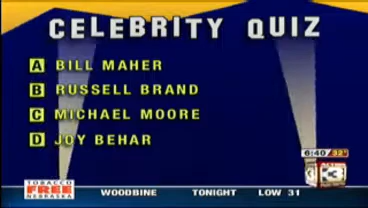 CELEBRITY QUIZ
A BILL MAHER
B RUSSELL BRAND
C MICHAEL MOORE
D JOY BEHAR
6:40 32°
3
TOBACCO
FREE
NEBRASKA
WOODBINE TONIGHT LOW 31